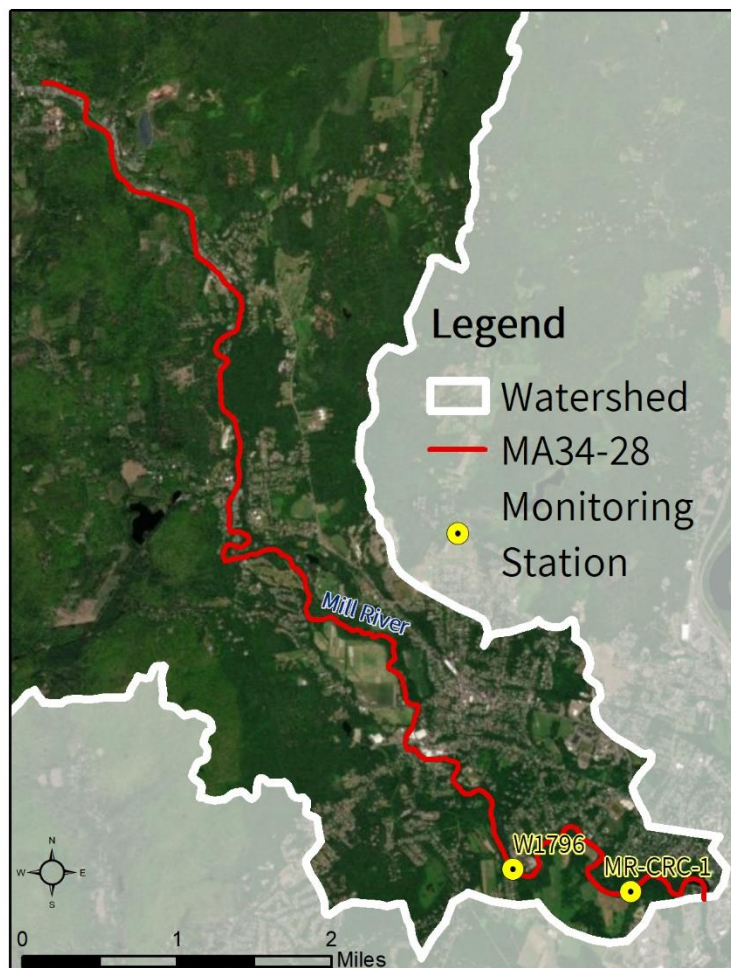 Legend
Watershed
MA34-28
Monitoring
Station
Mill River
W1796
MR-CRC-1
N
W E
S
0 1 2
Miles